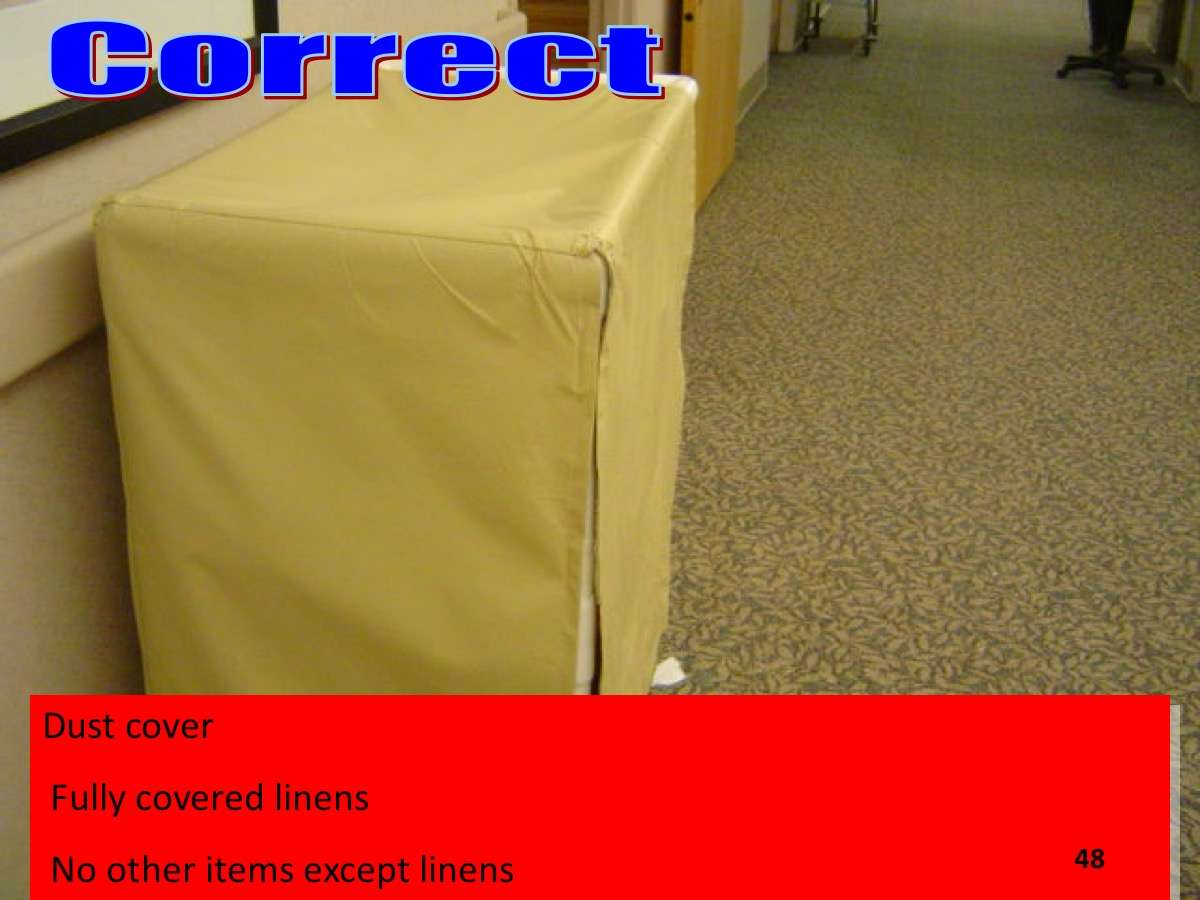 Correct
Dust cover
Fully covered linens
No other items except linens
48